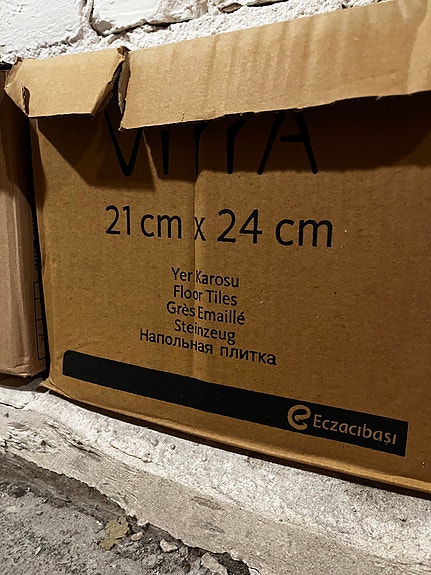 VitrA
21 cm x 24 cm
Yer Karosu
Floor Tiles
Grès Emaillé
Steinzeug
Напольная плитка
Eczacıbaşı